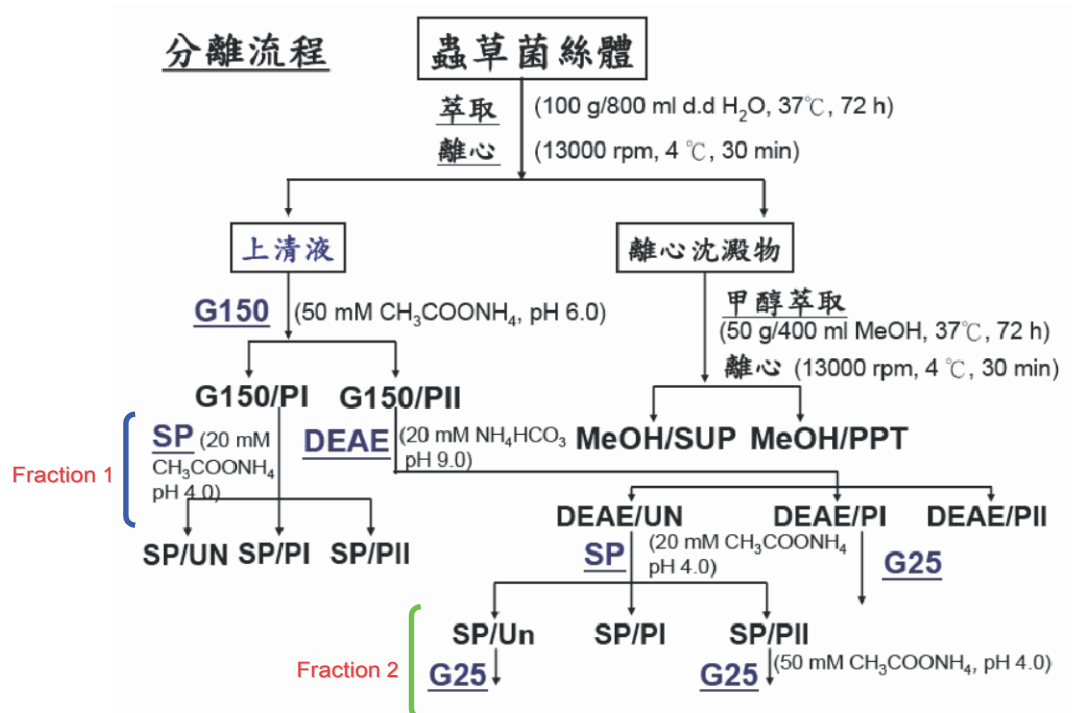 分離流程
蟲草菌絲體
萃取 (100 g/800 ml d.d H₂O, 37℃, 72 h)
離心 (13000 rpm, 4 ℃, 30 min)
上清液
離心沈澱物
G150 (50 mM CH₃COONH₄, pH 6.0)
甲醇萃取
(50 g/400 ml MeOH, 37℃, 72 h)
離心 (13000 rpm, 4 ℃, 30 min)
G150/PI G150/PII
MeOH/SUP MeOH/PPT
Fraction 1
SP (20 mM
CH₃COONH₄
pH 4.0)
DEAE (20 mM NH₄HCO₃
pH 9.0)
SP/UN SP/PI SP/PII
DEAE/UN DEAE/PI DEAE/PII
SP (20 mM CH₃COONH₄
pH 4.0)
G25
Fraction 2
SP/Un SP/PI SP/PII
G25
G25 (50 mM CH₃COONH₄, pH 4.0)